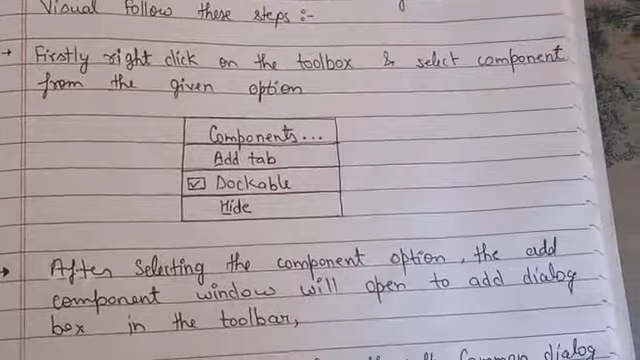 Visual follow these steps :-
→ Firstly right click on the toolbox & select component
from the given option
Components...
Add tab
☑ Dockable
Hide
→ After selecting the component option, the add
component window will open to add dialog
box in the toolbar,
Common dialog